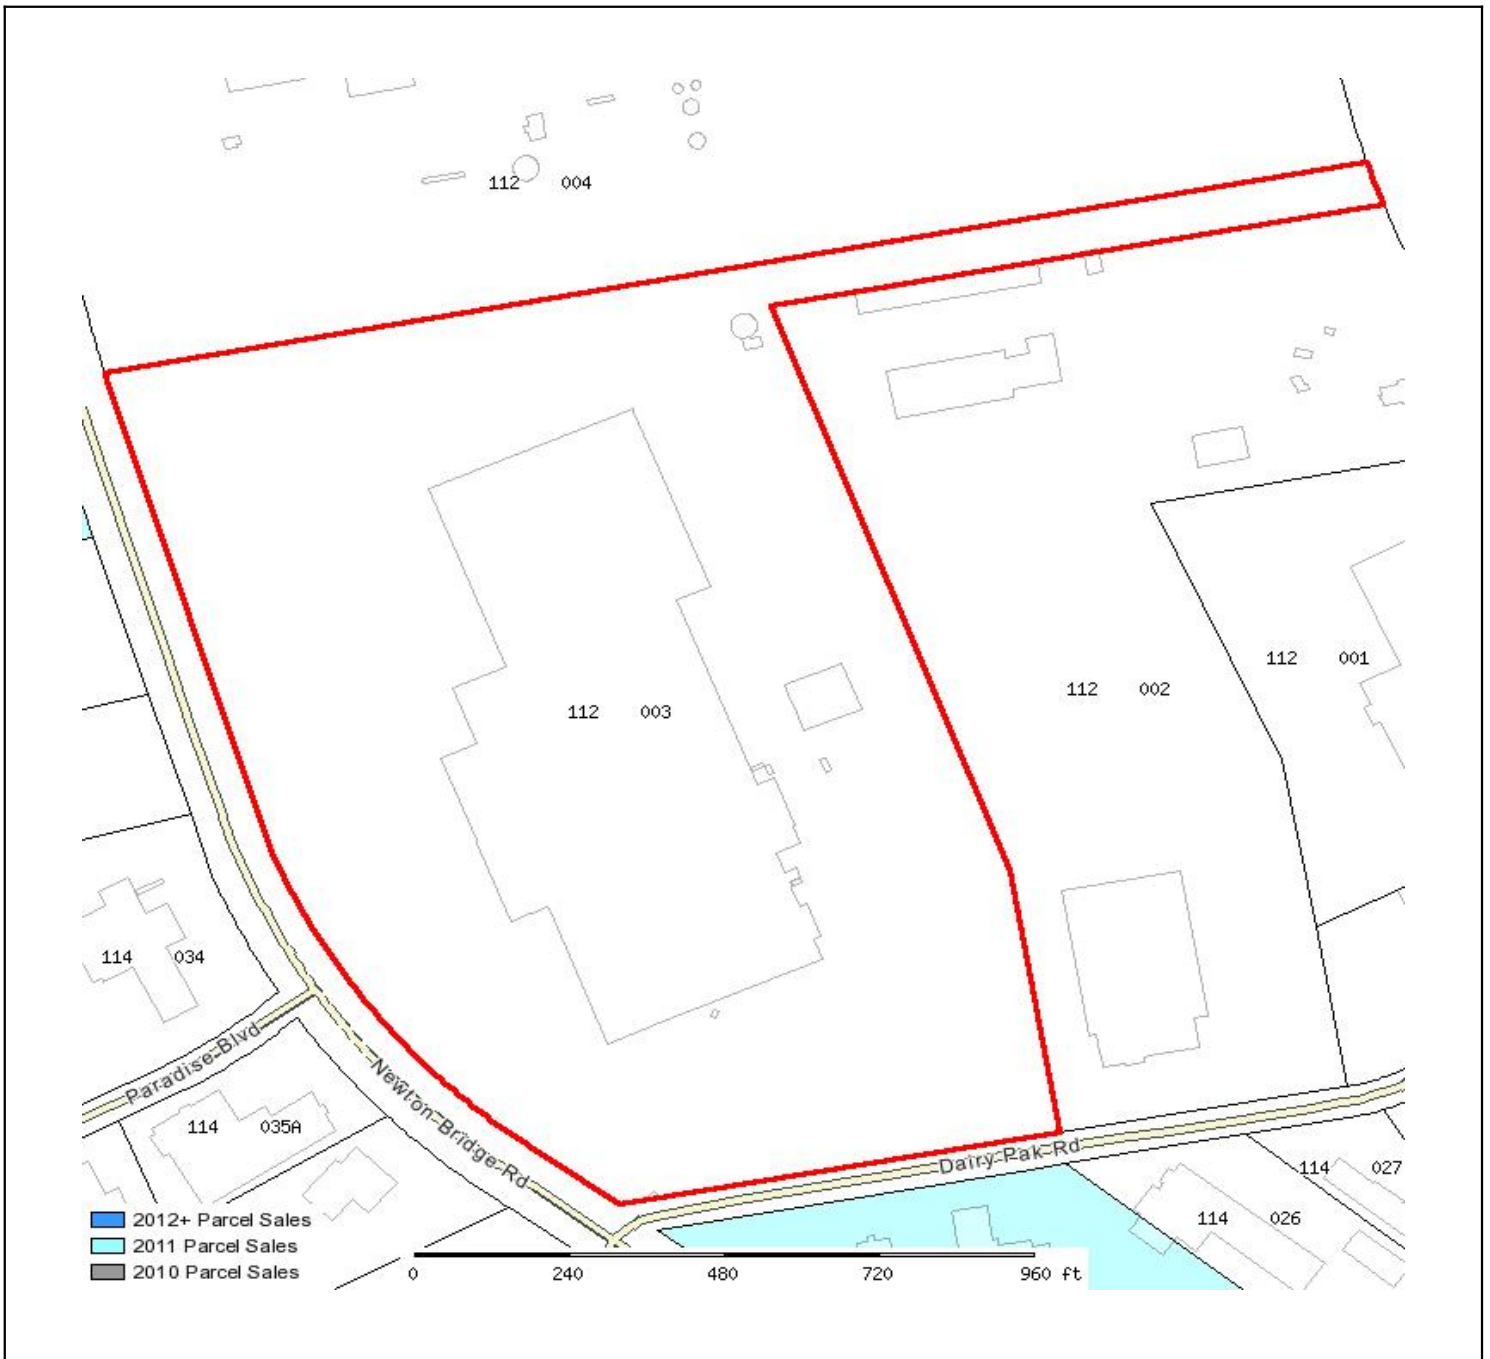 112 004
112 001
112 002
112 003
114 034
Paradise Blvd
Newton Bridge Rd
114 035A
Dairy Pak Rd
114 027
114 026
2012+ Parcel Sales
2011 Parcel Sales
2010 Parcel Sales
0 240 480 720 960 ft